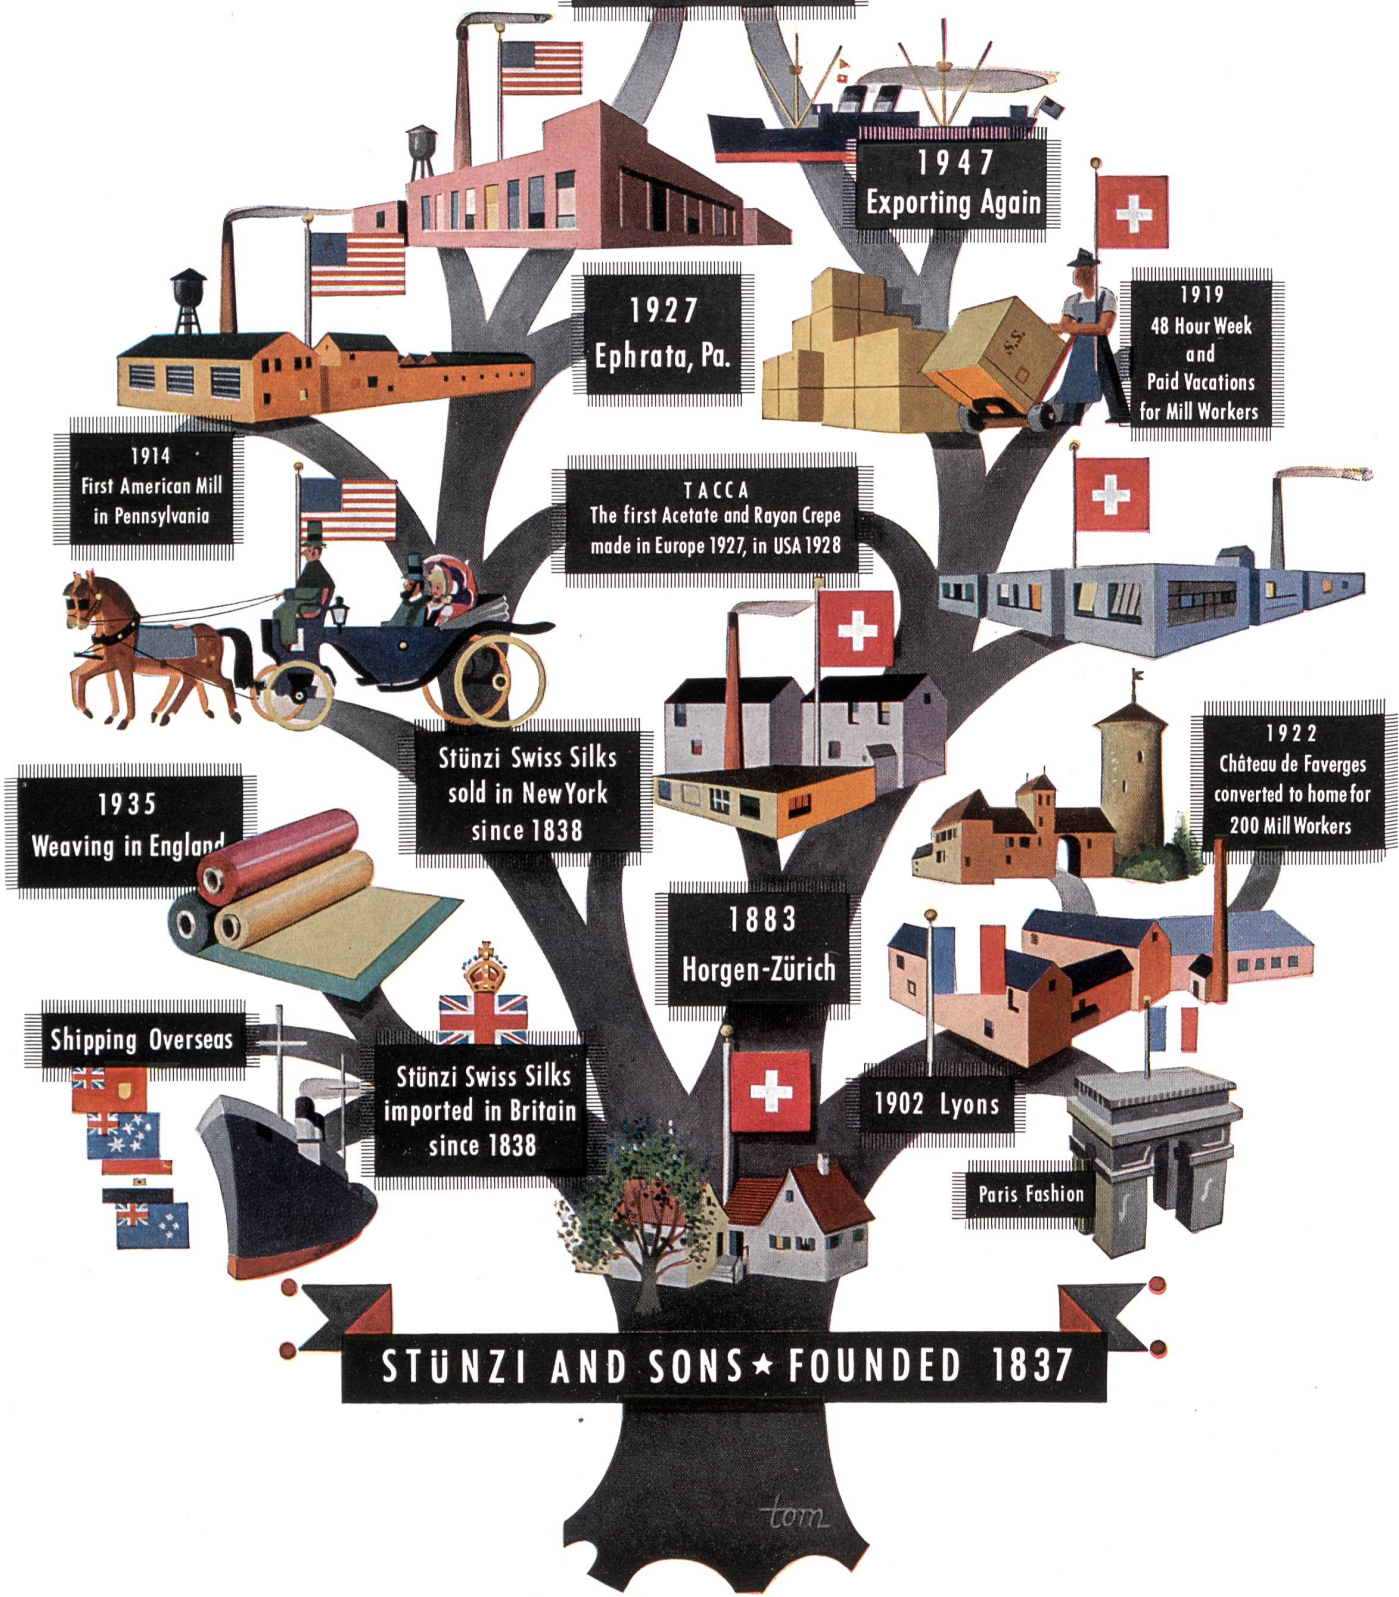 1947
Exporting Again
1927
Ephrata, Pa.
1919
48 Hour Week
and
Paid Vacations
for Mill Workers
S.S.
1914
First American Mill
in Pennsylvania
TACCA
The first Acetate and Rayon Crepe
made in Europe 1927, in USA 1928
Stünzi Swiss Silks
sold in New York
since 1838
1922
Château de Faverges
converted to home for
200 Mill Workers
1935
Weaving in England
1883
Horgen-Zürich
Shipping Overseas
Stünzi Swiss Silks
imported in Britain
since 1838
1902 Lyons
Paris Fashion
STÜNZI AND SONS ★ FOUNDED 1837
tom